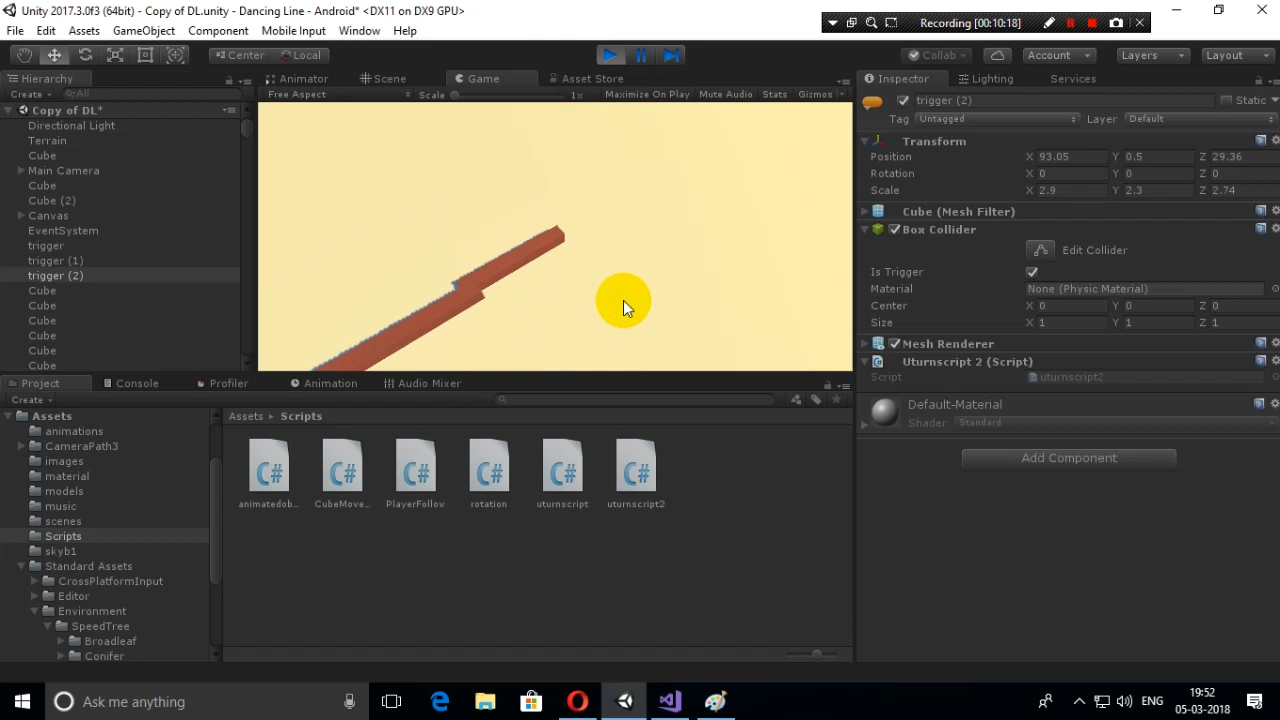 Unity 2017.3.0f3 (64bit) - Copy of DL.unity - Dancing Line - Android* <DX11 on DX9 GPU>
Recording [00:10:18]
File Edit Assets GameObject Component Mobile Input Window Help
Center Local
Collab Account Layers Layout
Hierarchy
Create All
Copy of DL*
Directional Light
Terrain
Cube
Main Camera
Cube
Cube (2)
Canvas
EventSystem
trigger
trigger (1)
trigger (2)
Cube
Cube
Cube
Cube
Cube
Cube
Animator Scene Game Asset Store
Free Aspect Scale 1× Maximize On Play Mute Audio Stats Gizmos
Inspector Lighting Services
trigger (2) Static
Tag Untagged Layer Default
Transform
Position X 93.05 Y 0.5 Z 29.36
Rotation X 0 Y 0 Z 0
Scale X 2.9 Y 2.3 Z 2.74
Cube (Mesh Filter)
Box Collider
Edit Collider
Is Trigger
Material None (Physic Material)
Center X 0 Y 0 Z 0
Size X 1 Y 1 Z 1
Mesh Renderer
Uturnscript 2 (Script)
Script uturnscript2
Default-Material
Shader Standard
Add Component
Project Console Profiler Animation Audio Mixer
Create
Assets
animations
CameraPath3
images
material
models
music
scenes
Scripts
skyb1
Standard Assets
CrossPlatformInput
Editor
Environment
SpeedTree
Broadleaf
Conifer
Assets Scripts
C# C# C# C# C# C#
animatedob... CubeMove... PlayerFollow rotation uturnscript uturnscript2
Ask me anything
ENG
19:52
05-03-2018